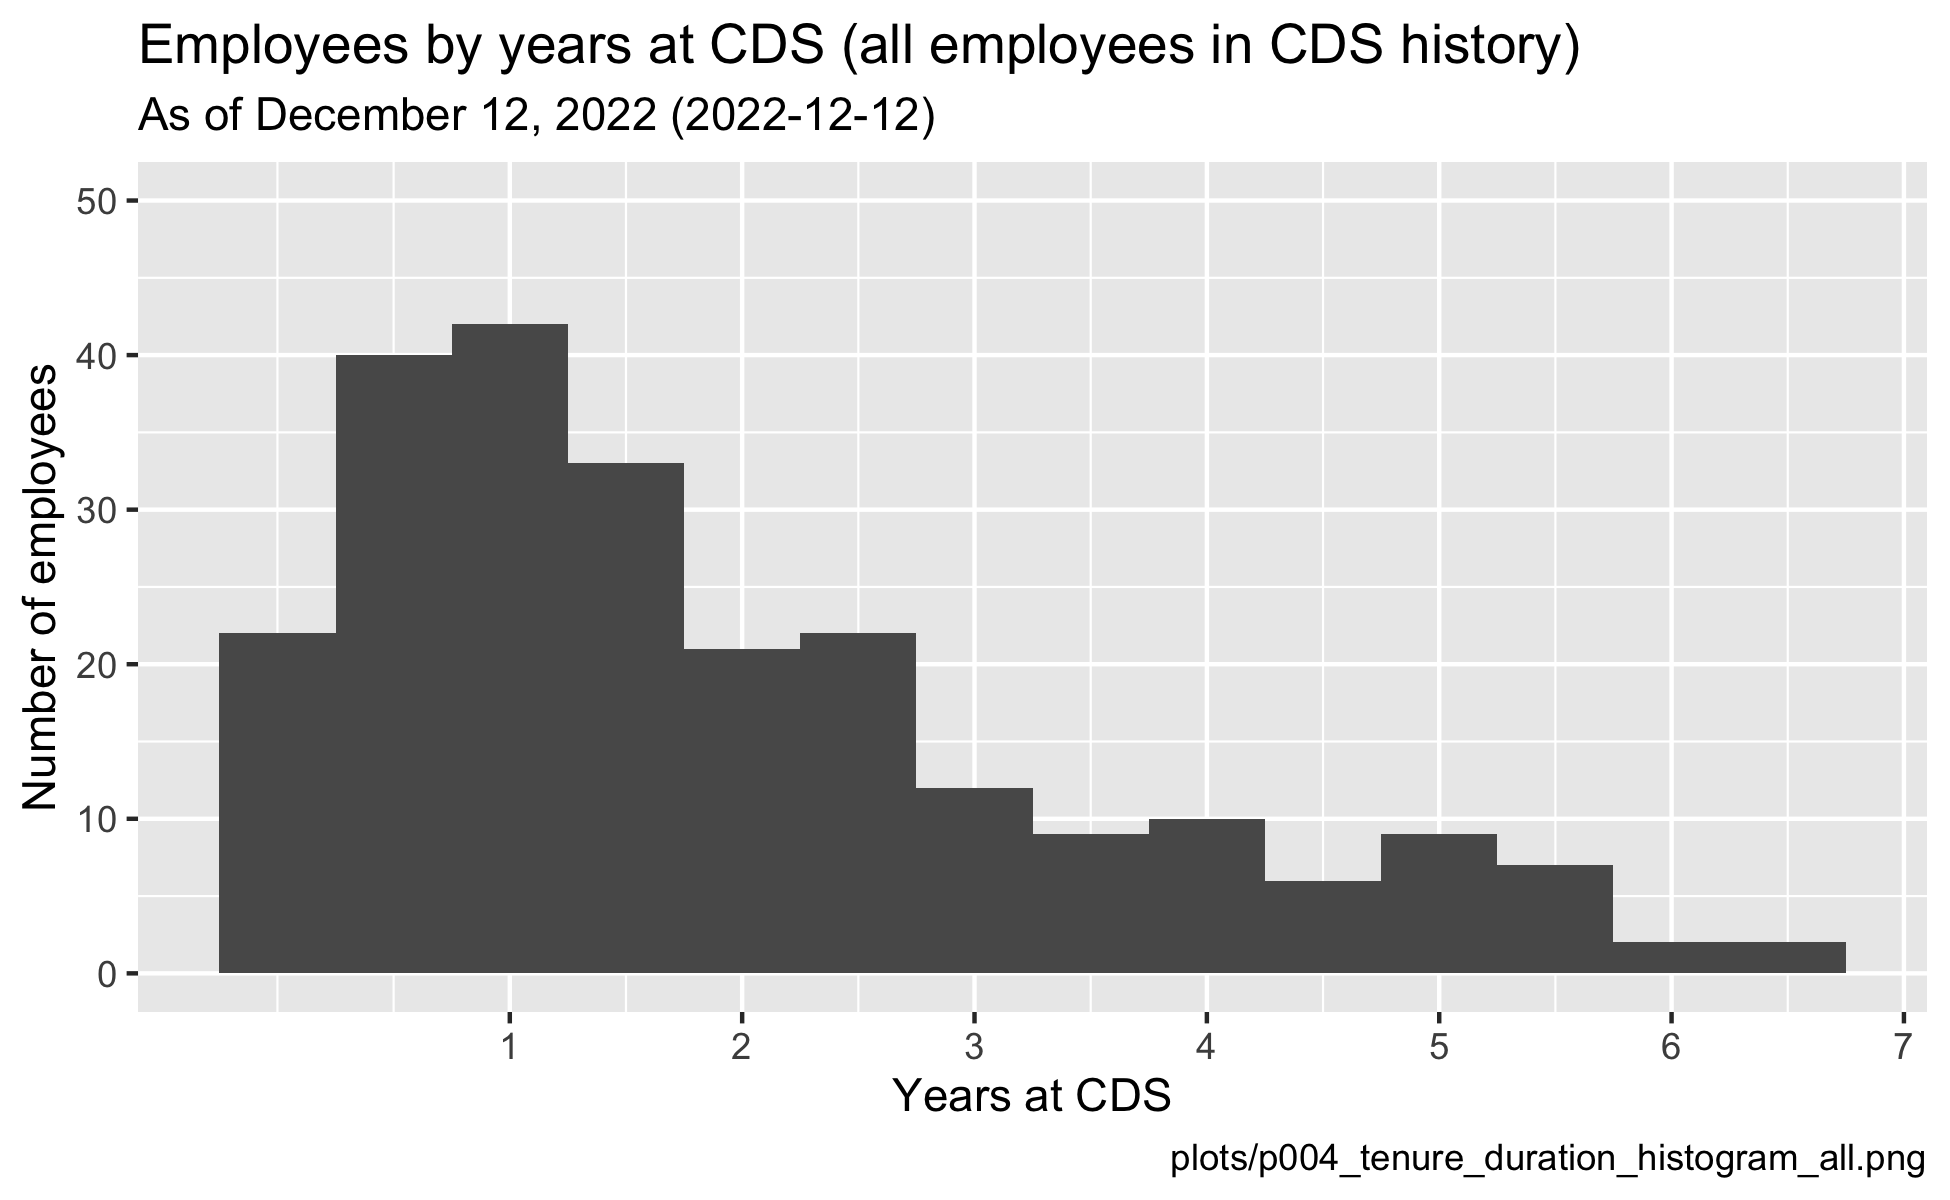 Employees by years at CDS (all employees in CDS history)
As of December 12, 2022 (2022-12-12)
50
40
30
20
10
0
Number of employees
1 2 3 4 5 6 7
Years at CDS
plots/p004_tenure_duration_histogram_all.png